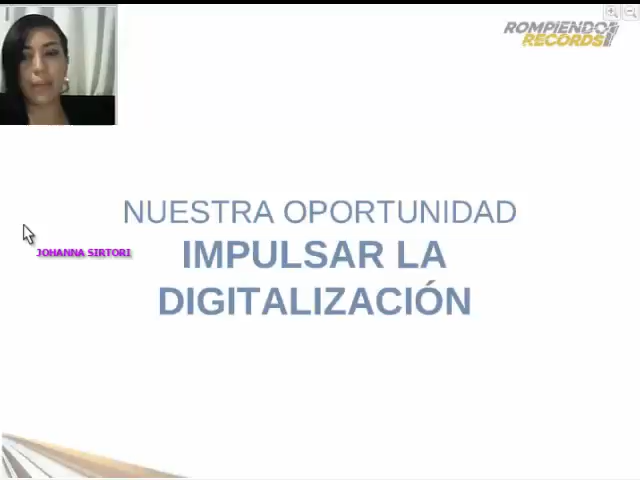 ROMPIENDO
RECORDS
NUESTRA OPORTUNIDAD
JOHANNA SIRTORI
IMPULSAR LA
DIGITALIZACIÓN